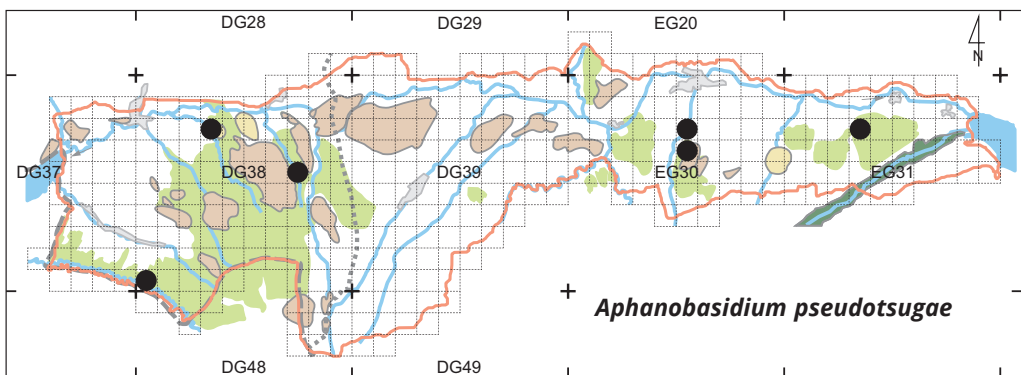 DG28 DG29 EG20
N
DG37 DG38 DG39 EG30 EG31
Aphanobasidium pseudotsugae
DG48 DG49